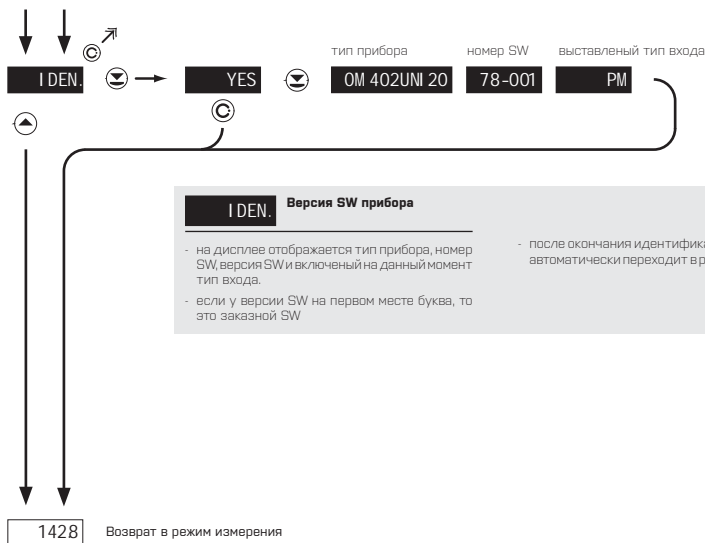 тип прибора номер SW выставленый тип входа
I DEN. YES OM 402UNI 20 78-001 PM
I DEN. Версия SW прибора
- на дисплее отображается тип прибора, номер
SW, версия SW и включеный на данный момент
тип входа.
- если у версии SW на первом месте буква, то
это заказной SW
- после окончания
автоматически переходит в
1428 Возврат в режим измерения